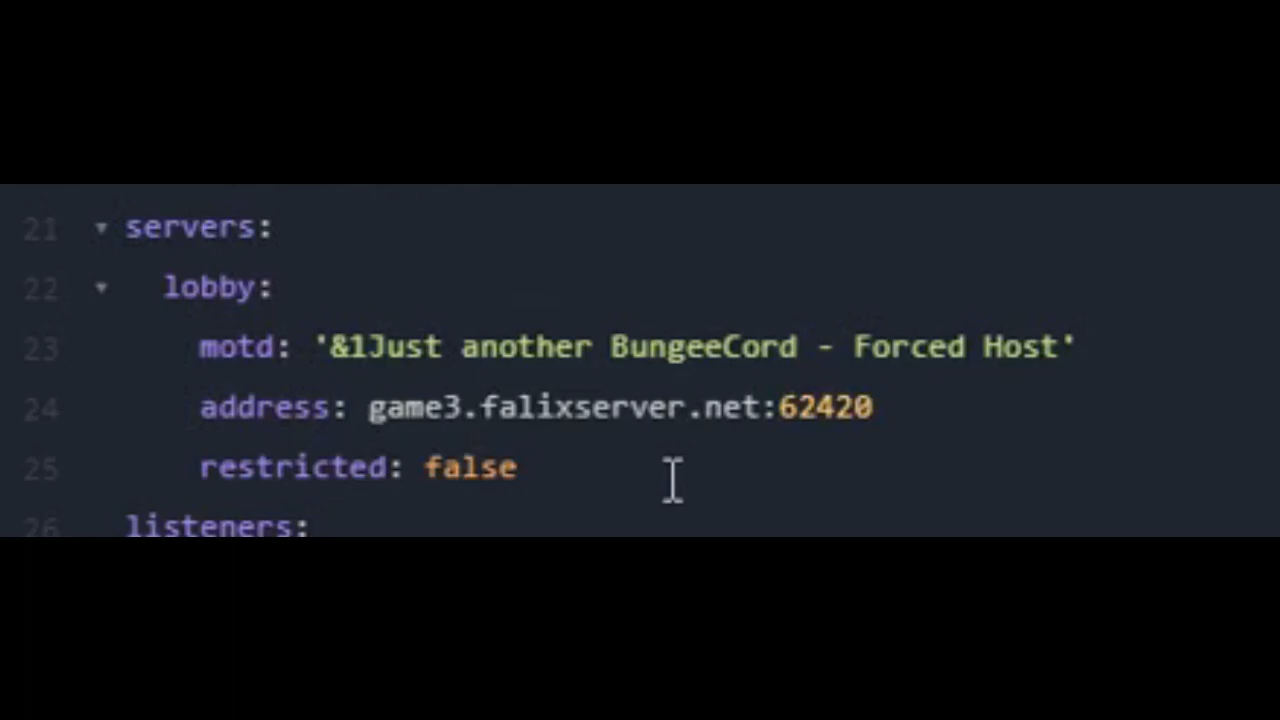 21 servers:
22 lobby:
23 motd: '&1Just another BungeeCord - Forced Host'
24 address: game3.falixserver.net:62420
25 restricted: false
26 listeners: